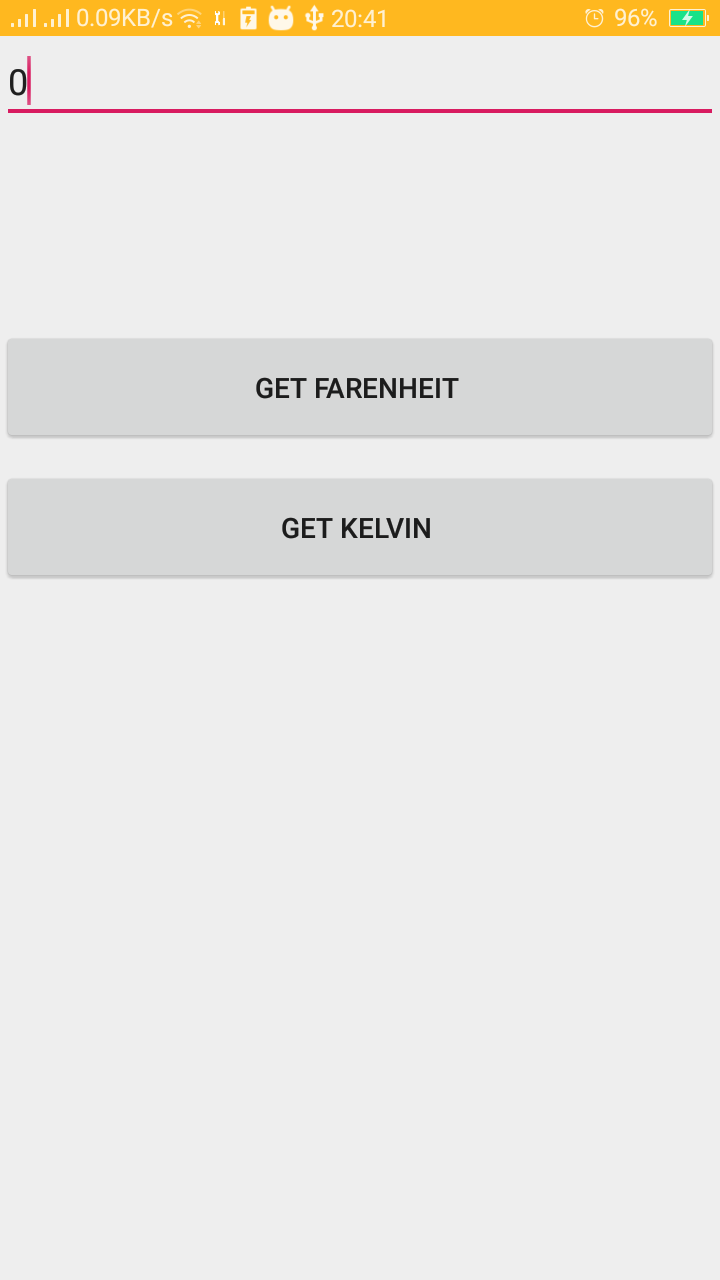 0.09KB/s 20:41 96%
0
GET FARENHEIT
GET KELVIN